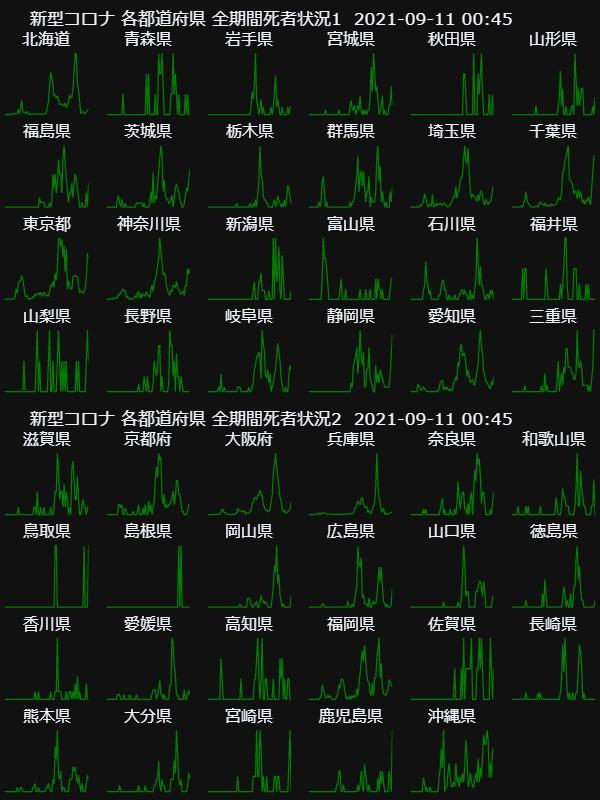 新型コロナ 各都道府県 全期間死者状況1 2021-09-11 00:45
北海道 青森県 岩手県 宮城県 秋田県 山形県
福島県 茨城県 栃木県 群馬県 埼玉県 千葉県
東京都 神奈川県 新潟県 富山県 石川県 福井県
山梨県 長野県 岐阜県 静岡県 愛知県 三重県
新型コロナ 各都道府県 全期間死者状況2 2021-09-11 00:45
滋賀県 京都府 大阪府 兵庫県 奈良県 和歌山県
鳥取県 島根県 岡山県 広島県 山口県 徳島県
香川県 愛媛県 高知県 福岡県 佐賀県 長崎県
熊本県 大分県 宮崎県 鹿児島県 沖縄県